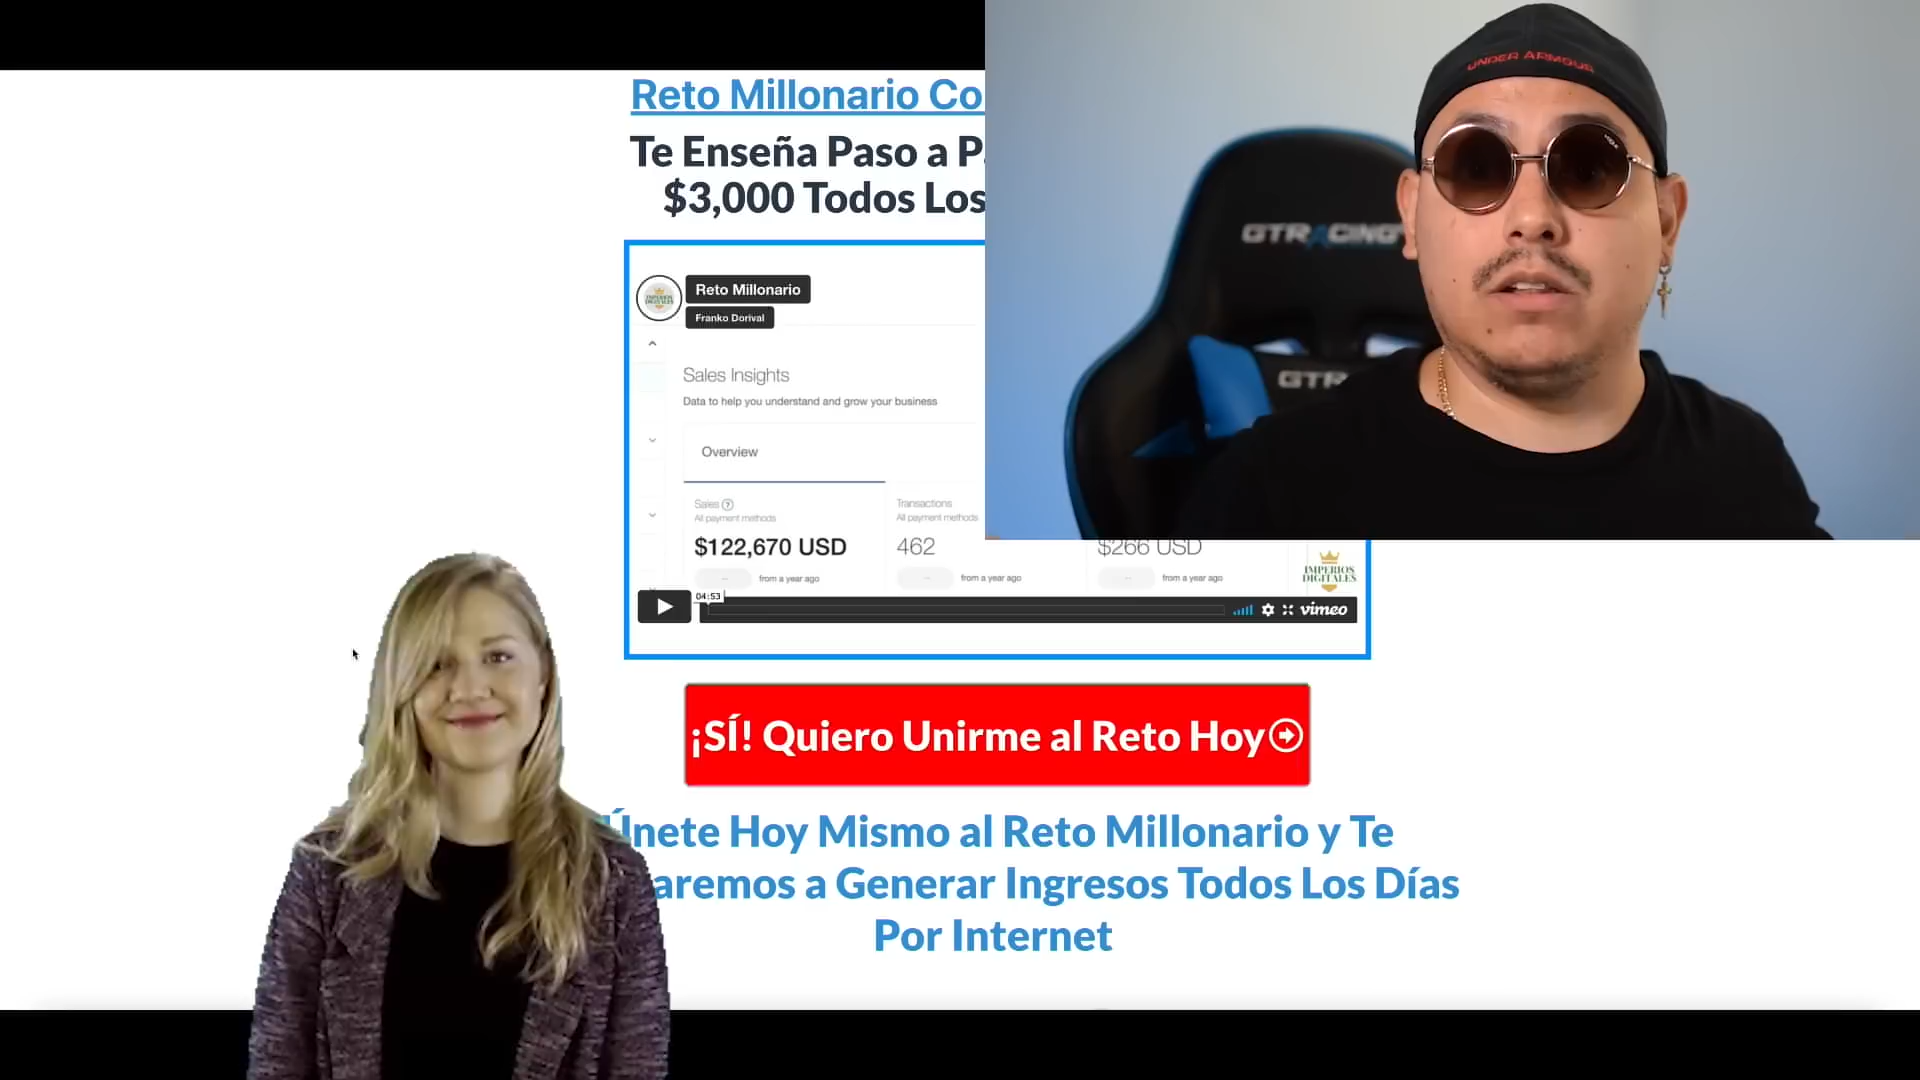 Reto Millonario Co
Te Enseña Paso a P
$3,000 Todos Los
UNDER ARMOUR
GTRACING
GTR
IMPERIOS
DIGITALES
Reto Millonario
Franko Dorival
Sales Insights
Data to help you understand and grow your business
Overview
Sales ?
All payment methods
$122,670 USD
-- from a year ago
Transactions
All payment methods
462
-- from a year ago
$266 USD
-- from a year ago
IMPERIOS
DIGITALES
04:53
vimeo
¡SÍ! Quiero Unirme al Reto Hoy
Únete Hoy Mismo al Reto Millonario y Te
aremos a Generar Ingresos Todos Los Días
Por Internet